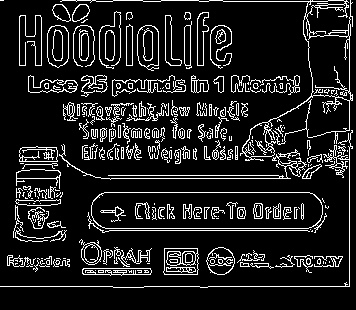 HoodiaLife
Lose 25 pounds in 1 Month!
Discover the New Miracle
Supplement for Safe,
Effective Weight Loss!
Click Here To Order!
Featured on: OPRAH 60 abc TODAY